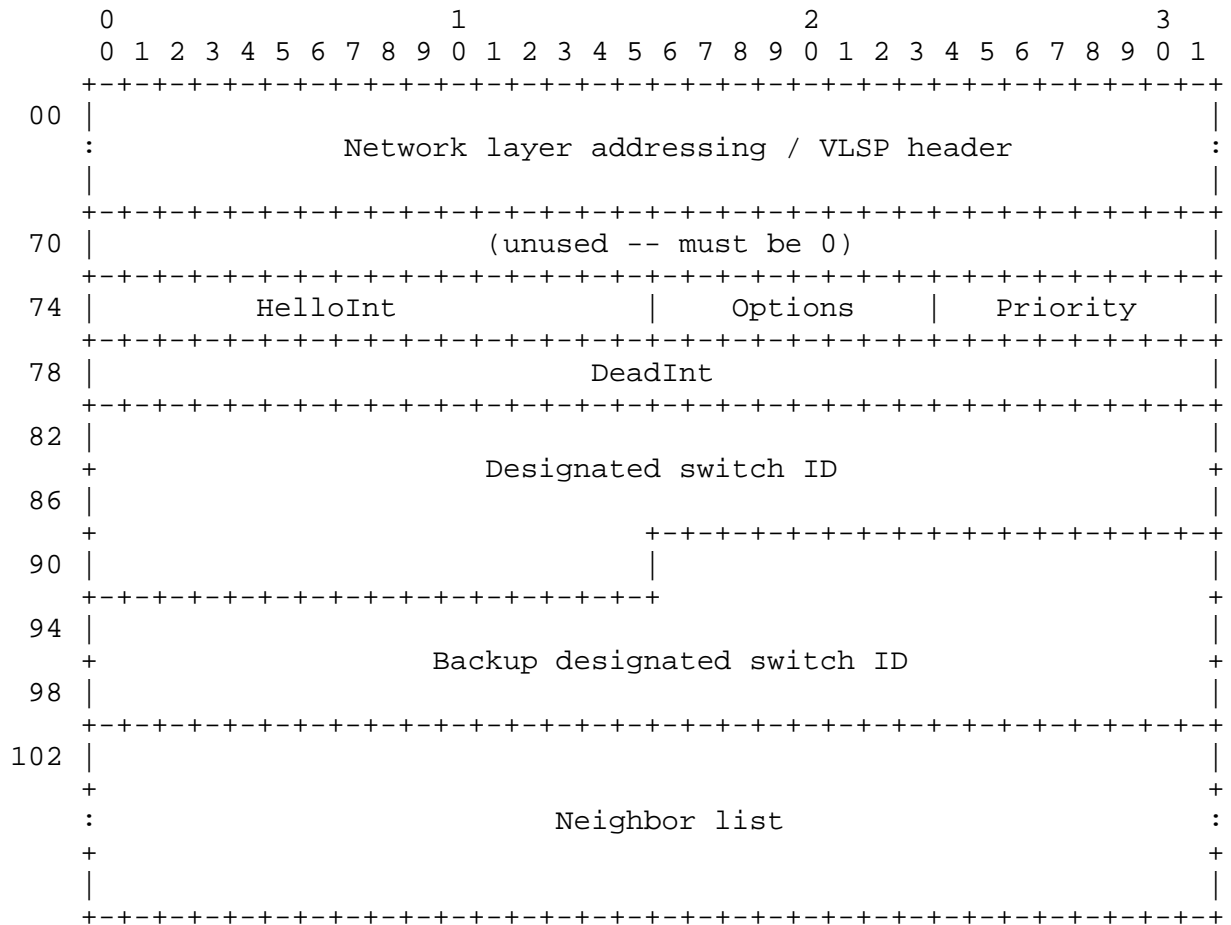 0                   1                   2                   3
       0 1 2 3 4 5 6 7 8 9 0 1 2 3 4 5 6 7 8 9 0 1 2 3 4 5 6 7 8 9 0 1
      +-+-+-+-+-+-+-+-+-+-+-+-+-+-+-+-+-+-+-+-+-+-+-+-+-+-+-+-+-+-+-+-+
   00 |                                                               |
      :              Network layer addressing / VLSP header           :
      |                                                               |
      +-+-+-+-+-+-+-+-+-+-+-+-+-+-+-+-+-+-+-+-+-+-+-+-+-+-+-+-+-+-+-+-+
   70 |                      (unused -- must be 0)                    |
      +-+-+-+-+-+-+-+-+-+-+-+-+-+-+-+-+-+-+-+-+-+-+-+-+-+-+-+-+-+-+-+-+
   74 |         HelloInt              |    Options    |   Priority    |
      +-+-+-+-+-+-+-+-+-+-+-+-+-+-+-+-+-+-+-+-+-+-+-+-+-+-+-+-+-+-+-+-+
   78 |                            DeadInt                            |
      +-+-+-+-+-+-+-+-+-+-+-+-+-+-+-+-+-+-+-+-+-+-+-+-+-+-+-+-+-+-+-+-+
   82 |                                                               |
      +                      Designated switch ID                     +
   86 |                                                               |
      +                               +-+-+-+-+-+-+-+-+-+-+-+-+-+-+-+-+
   90 |                               |                               |
      +-+-+-+-+-+-+-+-+-+-+-+-+-+-+-+-+                               +
   94 |                                                               |
      +                   Backup designated switch ID                 +
   98 |                                                               |
      +-+-+-+-+-+-+-+-+-+-+-+-+-+-+-+-+-+-+-+-+-+-+-+-+-+-+-+-+-+-+-+-+
  102 |                                                               |
      +                                                               +
      :                          Neighbor list                        :
      +                                                               +
      |                                                               |
      +-+-+-+-+-+-+-+-+-+-+-+-+-+-+-+-+-+-+-+-+-+-+-+-+-+-+-+-+-+-+-+-+